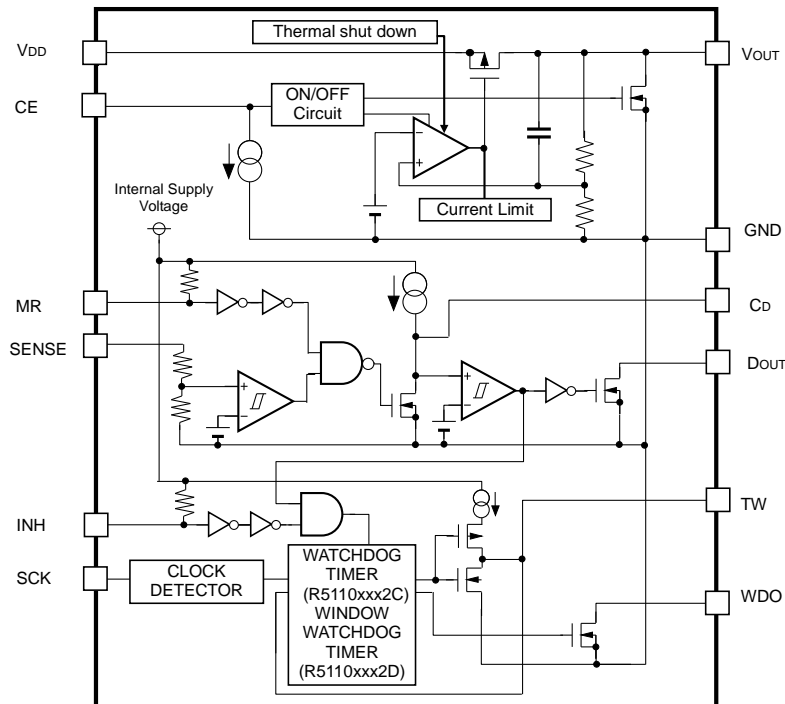 Thermal shut down
VDD
VOUT
CE
ON/OFF
Circuit
−
+
Current Limit
Internal Supply
Voltage
GND
MR
CD
SENSE
DOUT
+
−
+
−
INH
TW
SCK
CLOCK
DETECTOR
WATCHDOG
TIMER
(R5110xxx2C)
WINDOW
WATCHDOG
TIMER
(R5110xxx2D)
WDO